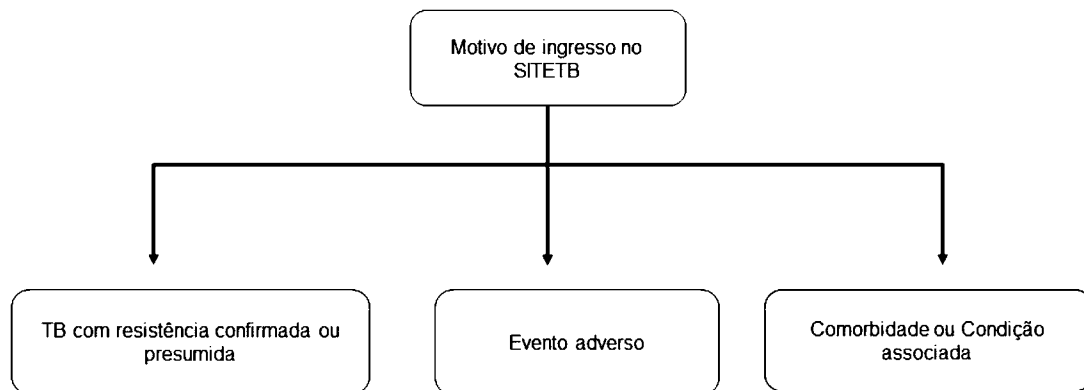 Motivo de ingresso no
SITETB
TB com resistência confirmada ou
presumida
Evento adverso
Comorbidade ou Condição
associada